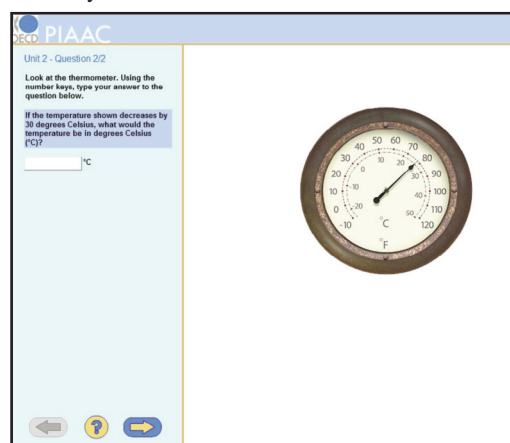 OECD PIAAC
Unit 2 - Question 2/2
Look at the thermometer. Using the
number keys, type your answer to the
question below.
If the temperature shown decreases by
30 degrees Celsius, what would the
temperature be in degrees Celsius
(°C)?
°C
-10 0 10 20 30 40 50 60 70 80 90 100 110 120
-20 -10 0 10 20 30 40 50
°C
°F
?